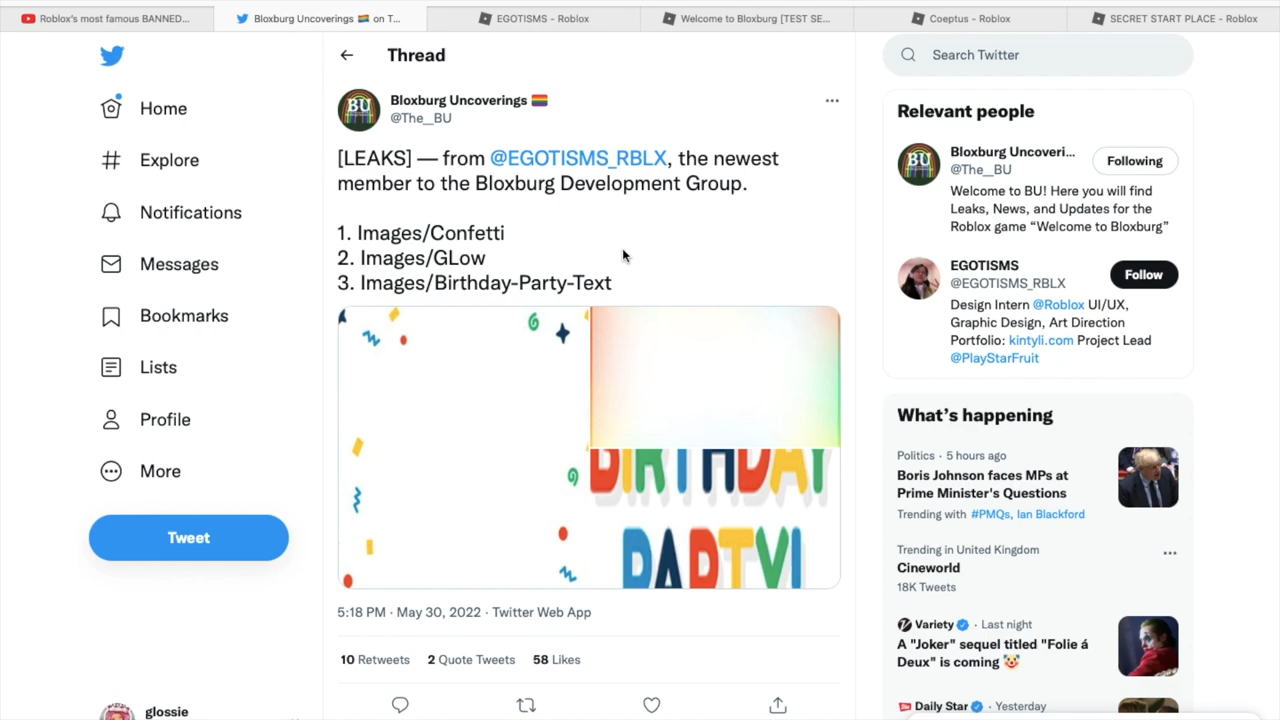 Roblox's most famous BANNED...
Bloxburg Uncoverings 🏳️‍🌈 on T...
EGOTISMS - Roblox
Welcome to Bloxburg [TEST SE...
Coeptus - Roblox
SECRET START PLACE - Roblox
Home
Explore
Notifications
Messages
Bookmarks
Lists
Profile
More
Tweet
glossie
Thread
BU
Bloxburg Uncoverings 🏳️‍🌈
@The__BU
[LEAKS] — from @EGOTISMS_RBLX, the newest
member to the Bloxburg Development Group.
1. Images/Confetti
2. Images/GLow
3. Images/Birthday-Party-Text
BIRTHDAY
PARTY!
5:18 PM · May 30, 2022 · Twitter Web App
10 Retweets 2 Quote Tweets 58 Likes
Search Twitter
Relevant people
BU
Bloxburg Uncoveri...
@The__BU
Following
Welcome to BU! Here you will find
Leaks, News, and Updates for the
Roblox game “Welcome to Bloxburg”
EGOTISMS
@EGOTISMS_RBLX
Follow
Design Intern @Roblox UI/UX,
Graphic Design, Art Direction
Portfolio: kintyli.com Project Lead
@PlayStarFruit
What’s happening
Politics · 5 hours ago
Boris Johnson faces MPs at
Prime Minister's Questions
Trending with #PMQs, Ian Blackford
Trending in United Kingdom
Cineworld
18K Tweets
Variety · Last night
A "Joker" sequel titled "Folie á
Deux" is coming 🤡
Daily Star · Yesterday